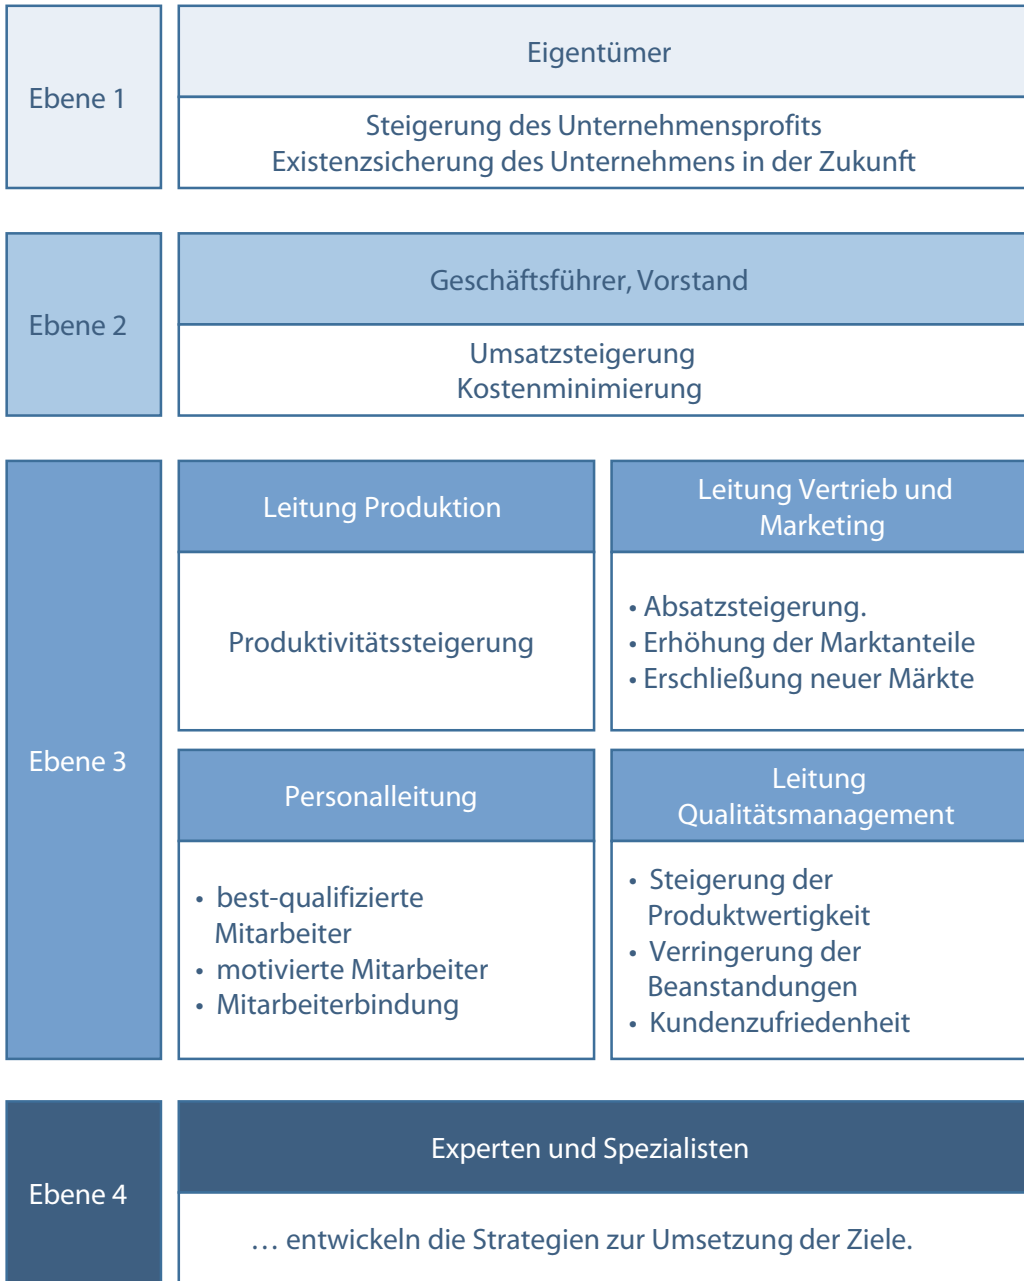 Ebene 1
Eigentümer
Steigerung des Unternehmensprofits
Existenzsicherung des Unternehmens in der Zukunft
Ebene 2
Geschäftsführer, Vorstand
Umsatzsteigerung
Kostenminimierung
Ebene 3
Leitung Produktion
Produktivitätssteigerung
Leitung Vertrieb und
Marketing
• Absatzsteigerung.
• Erhöhung der Marktanteile
• Erschließung neuer Märkte
Personalleitung
• best-qualifizierte
Mitarbeiter
• motivierte Mitarbeiter
• Mitarbeiterbindung
Leitung
Qualitätsmanagement
• Steigerung der
Produktwertigkeit
• Verringerung der
Beanstandungen
• Kundenzufriedenheit
Ebene 4
Experten und Spezialisten
… entwickeln die Strategien zur Umsetzung der Ziele.